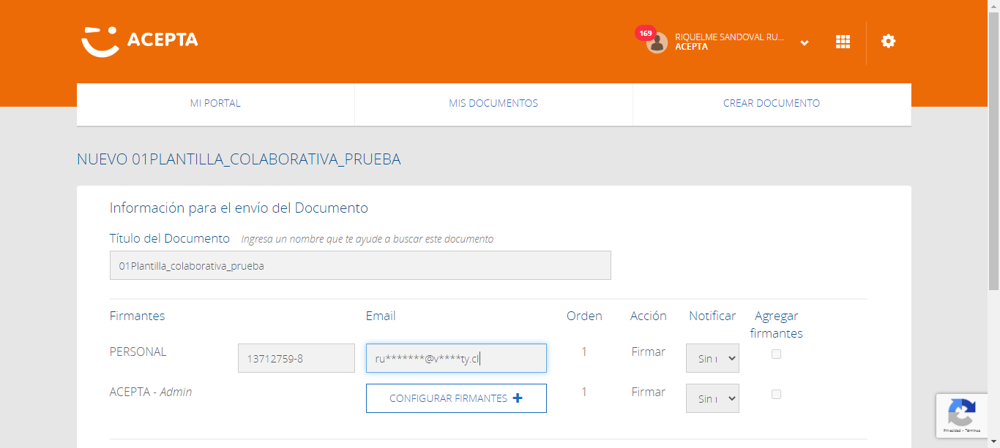 ACEPTA
169
RIQUELME SANDOVAL RU...
ACEPTA
MI PORTAL
MIS DOCUMENTOS
CREAR DOCUMENTO
NUEVO 01PLANTILLA_COLABORATIVA_PRUEBA
Información para el envío del Documento
Título del Documento Ingresa un nombre que te ayude a buscar este documento
01Plantilla_colaborativa_prueba
Firmantes Email Orden Acción Notificar Agregar firmantes
PERSONAL 13712759-8 ru*******@v****ty.cl 1 Firmar Sin
ACEPTA - Admin CONFIGURAR FIRMANTES + 1 Firmar Sin
Privacidad - Términos